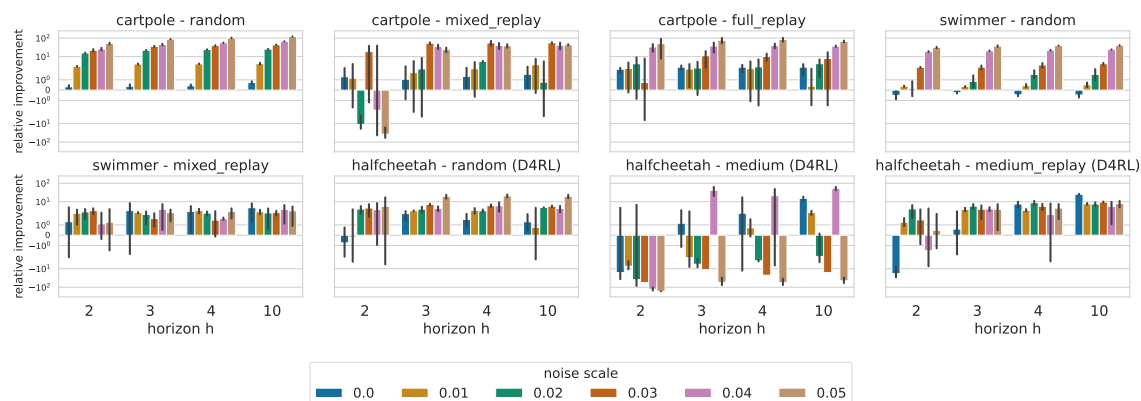 cartpole - random
cartpole - mixed_replay
cartpole - full_replay
swimmer - random
relative improvement
10²
10¹
10⁰
0
−10⁰
−10¹
−10²
swimmer - mixed_replay
halfcheetah - random (D4RL)
halfcheetah - medium (D4RL)
halfcheetah - medium_replay (D4RL)
relative improvement
10²
10¹
10⁰
0
−10⁰
−10¹
−10²
2 3 4 10
2 3 4 10
2 3 4 10
2 3 4 10
horizon h
horizon h
horizon h
horizon h
noise scale
0.0 0.01 0.02 0.03 0.04 0.05